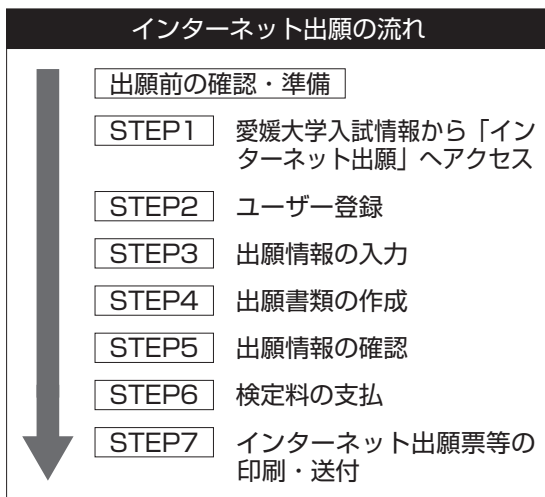 インターネット出願の流れ
出願前の確認・準備
STEP1 愛媛大学入試情報から「イン
ターネット出願」へアクセス
STEP2 ユーザー登録
STEP3 出願情報の入力
STEP4 出願書類の作成
STEP5 出願情報の確認
STEP6 検定料の支払
STEP7 インターネット出願票等の
印刷・送付